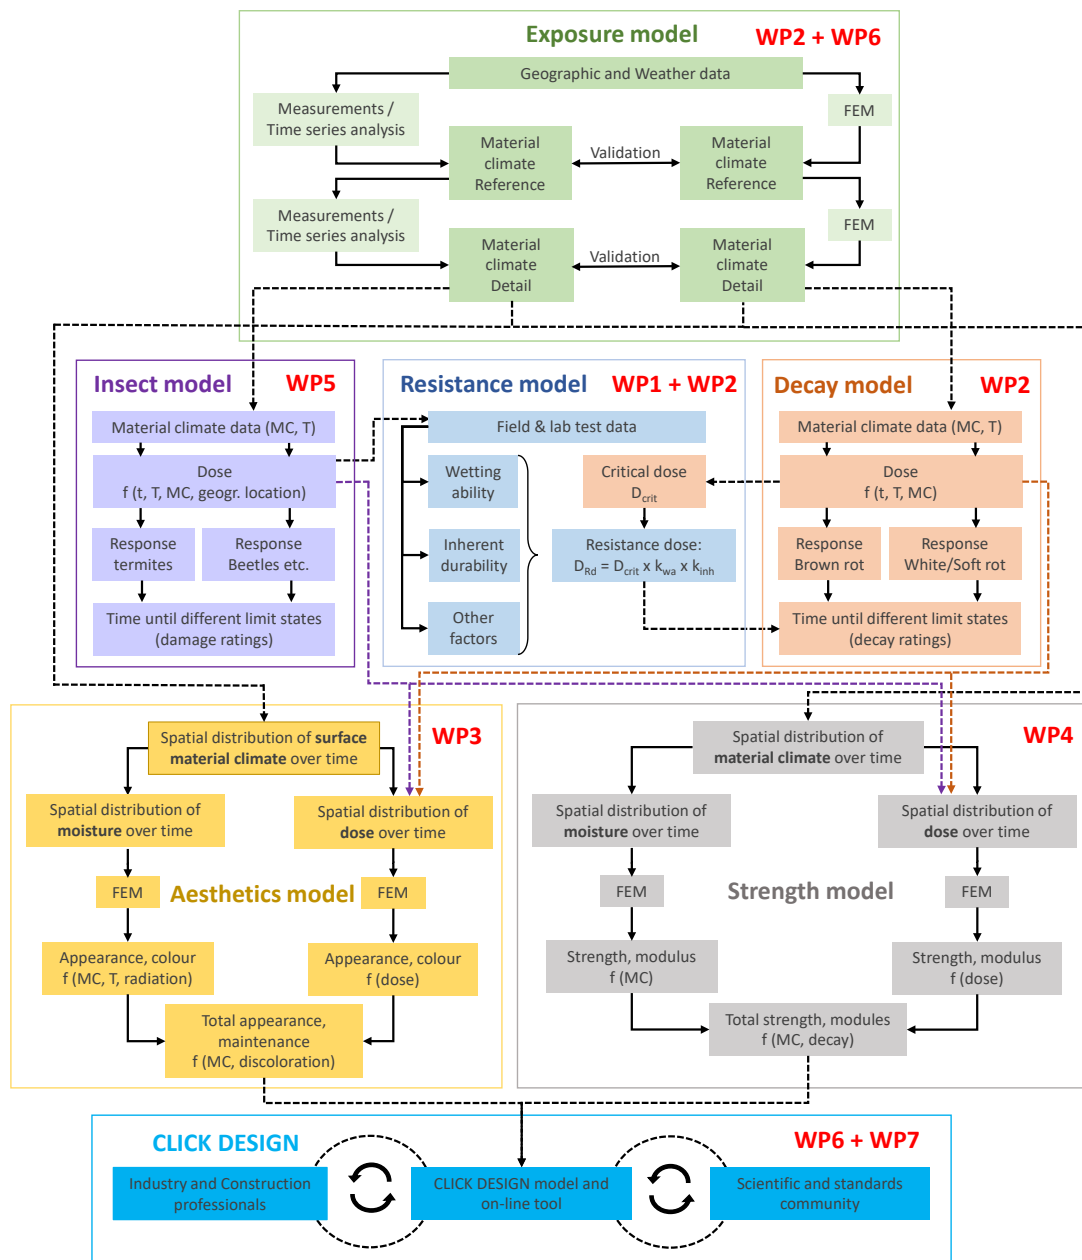 Exposure model
WP2 + WP6
Geographic and Weather data
Measurements /
Time series analysis
FEM
Material
climate
Reference
Validation
Material
climate
Reference
Measurements /
Time series analysis
FEM
Material
climate
Detail
Validation
Material
climate
Detail
Insect model
WP5
Material climate data (MC, T)
Dose
f (t, T, MC, geogr. location)
Response
termites
Response
Beetles etc.
Time until different limit states
(damage ratings)
Resistance model
WP1 + WP2
Field & lab test data
Wetting
ability
Critical dose
D_crit
Inherent
durability
Resistance dose:
D_Rd = D_crit x k_wa x k_inh
Other
factors
Decay model
WP2
Material climate data (MC, T)
Dose
f (t, T, MC)
Response
Brown rot
Response
White/Soft rot
Time until different limit states
(decay ratings)
WP3
Spatial distribution of surface
material climate over time
Spatial distribution of
moisture over time
Spatial distribution of
dose over time
FEM
Aesthetics model
FEM
Appearance, colour
f (MC, T, radiation)
Appearance, colour
f (dose)
Total appearance,
maintenance
f (MC, discoloration)
WP4
Spatial distribution of
material climate over time
Spatial distribution of
moisture over time
Spatial distribution of
dose over time
FEM
Strength model
FEM
Strength, modulus
f (MC)
Strength, modulus
f (dose)
Total strength, modules
f (MC, decay)
CLICK DESIGN
WP6 + WP7
Industry and Construction
professionals
CLICK DESIGN model and
on-line tool
Scientific and standards
community